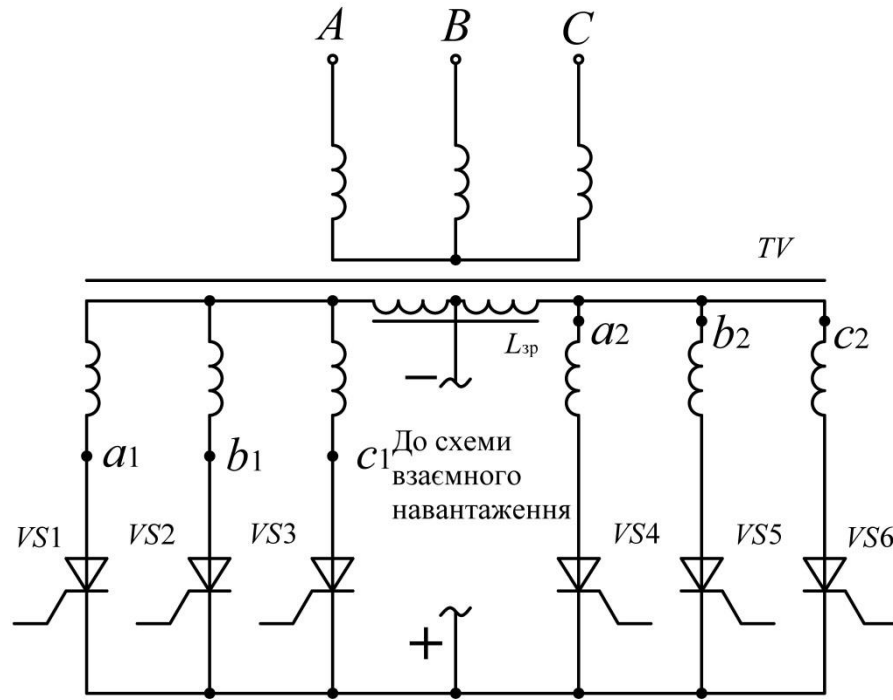 A B C
TV
Lзр
a2 b2 c2
−
a1 b1 c1
До схеми
взаємного
навантаження
VS1 VS2 VS3 VS4 VS5 VS6
+